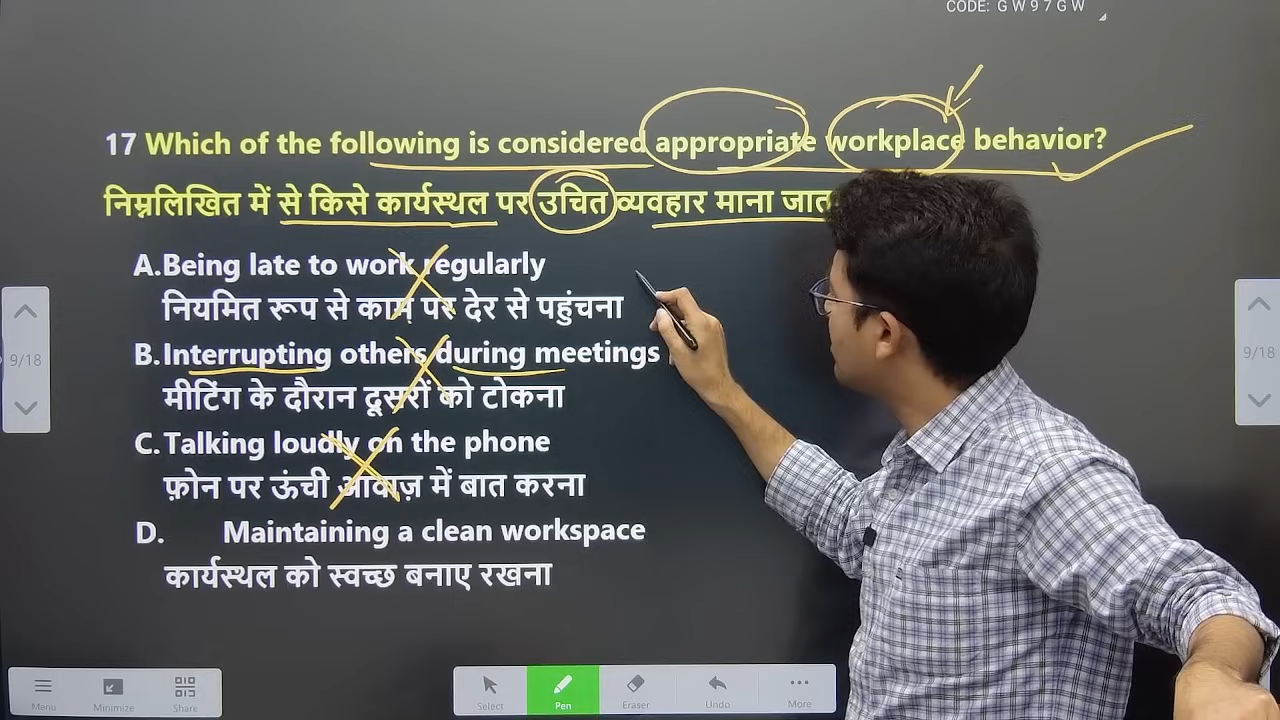 CODE: G W 9 7 G W
17 Which of the following is considered appropriate workplace behavior?
निम्नलिखित में से किसे कार्यस्थल पर उचित व्यवहार माना जात
A.Being late to work regularly
नियमित रूप से काम पर देर से पहुंचना
B.Interrupting others during meetings
मीटिंग के दौरान दूसरों को टोकना
C.Talking loudly on the phone
फ़ोन पर ऊंची आवाज़ में बात करना
D. Maintaining a clean workspace
कार्यस्थल को स्वच्छ बनाए रखना
9/18
9/18
Menu Minimize Share Select Pen Eraser Undo More